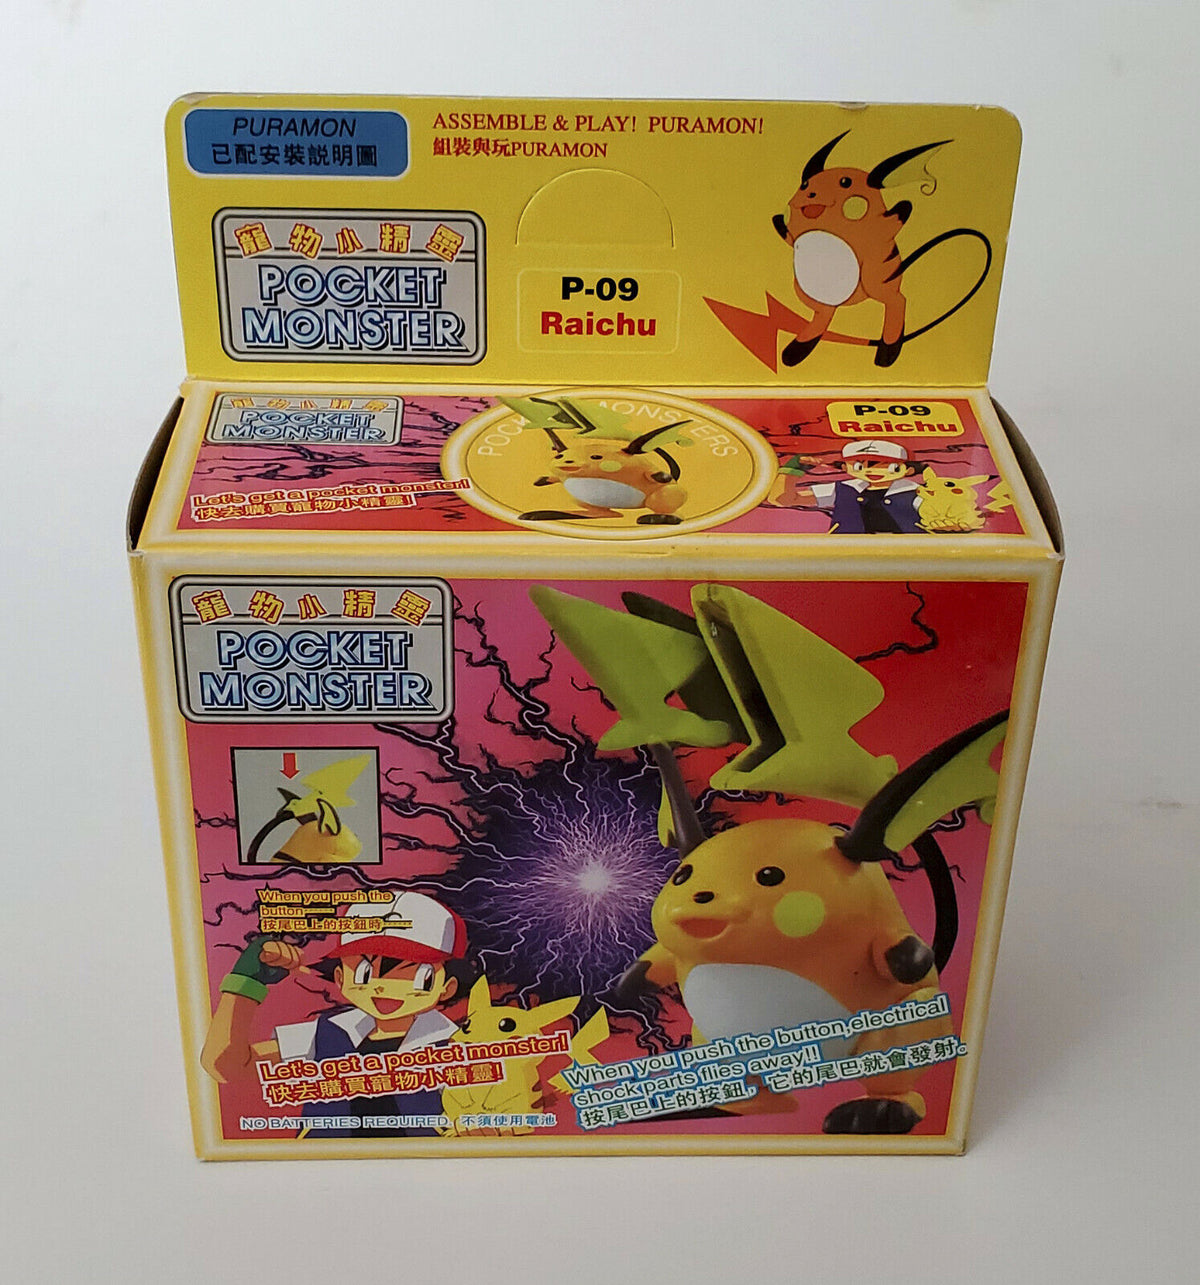 PURAMON
已配安裝説明圖
ASSEMBLE & PLAY! PURAMON!
組裝與玩PURAMON
寵物小精靈
POCKET
MONSTER
P-09
Raichu
寵物小精靈
POCKET
MONSTER
POCK MONSTERS
P-09
Raichu
Let's get a pocket monster!
快去購買寵物小精靈!
寵物小精靈
POCKET
MONSTER
When you push the
button------
按尾巴上的按鈕時------
Let's get a pocket monster!
快去購買寵物小精靈!
When you push the button,electrical
shock parts flies away!!
按尾巴上的按鈕，它的尾巴就會發射。
NO BATTERIES REQUIRED. 不須使用電池